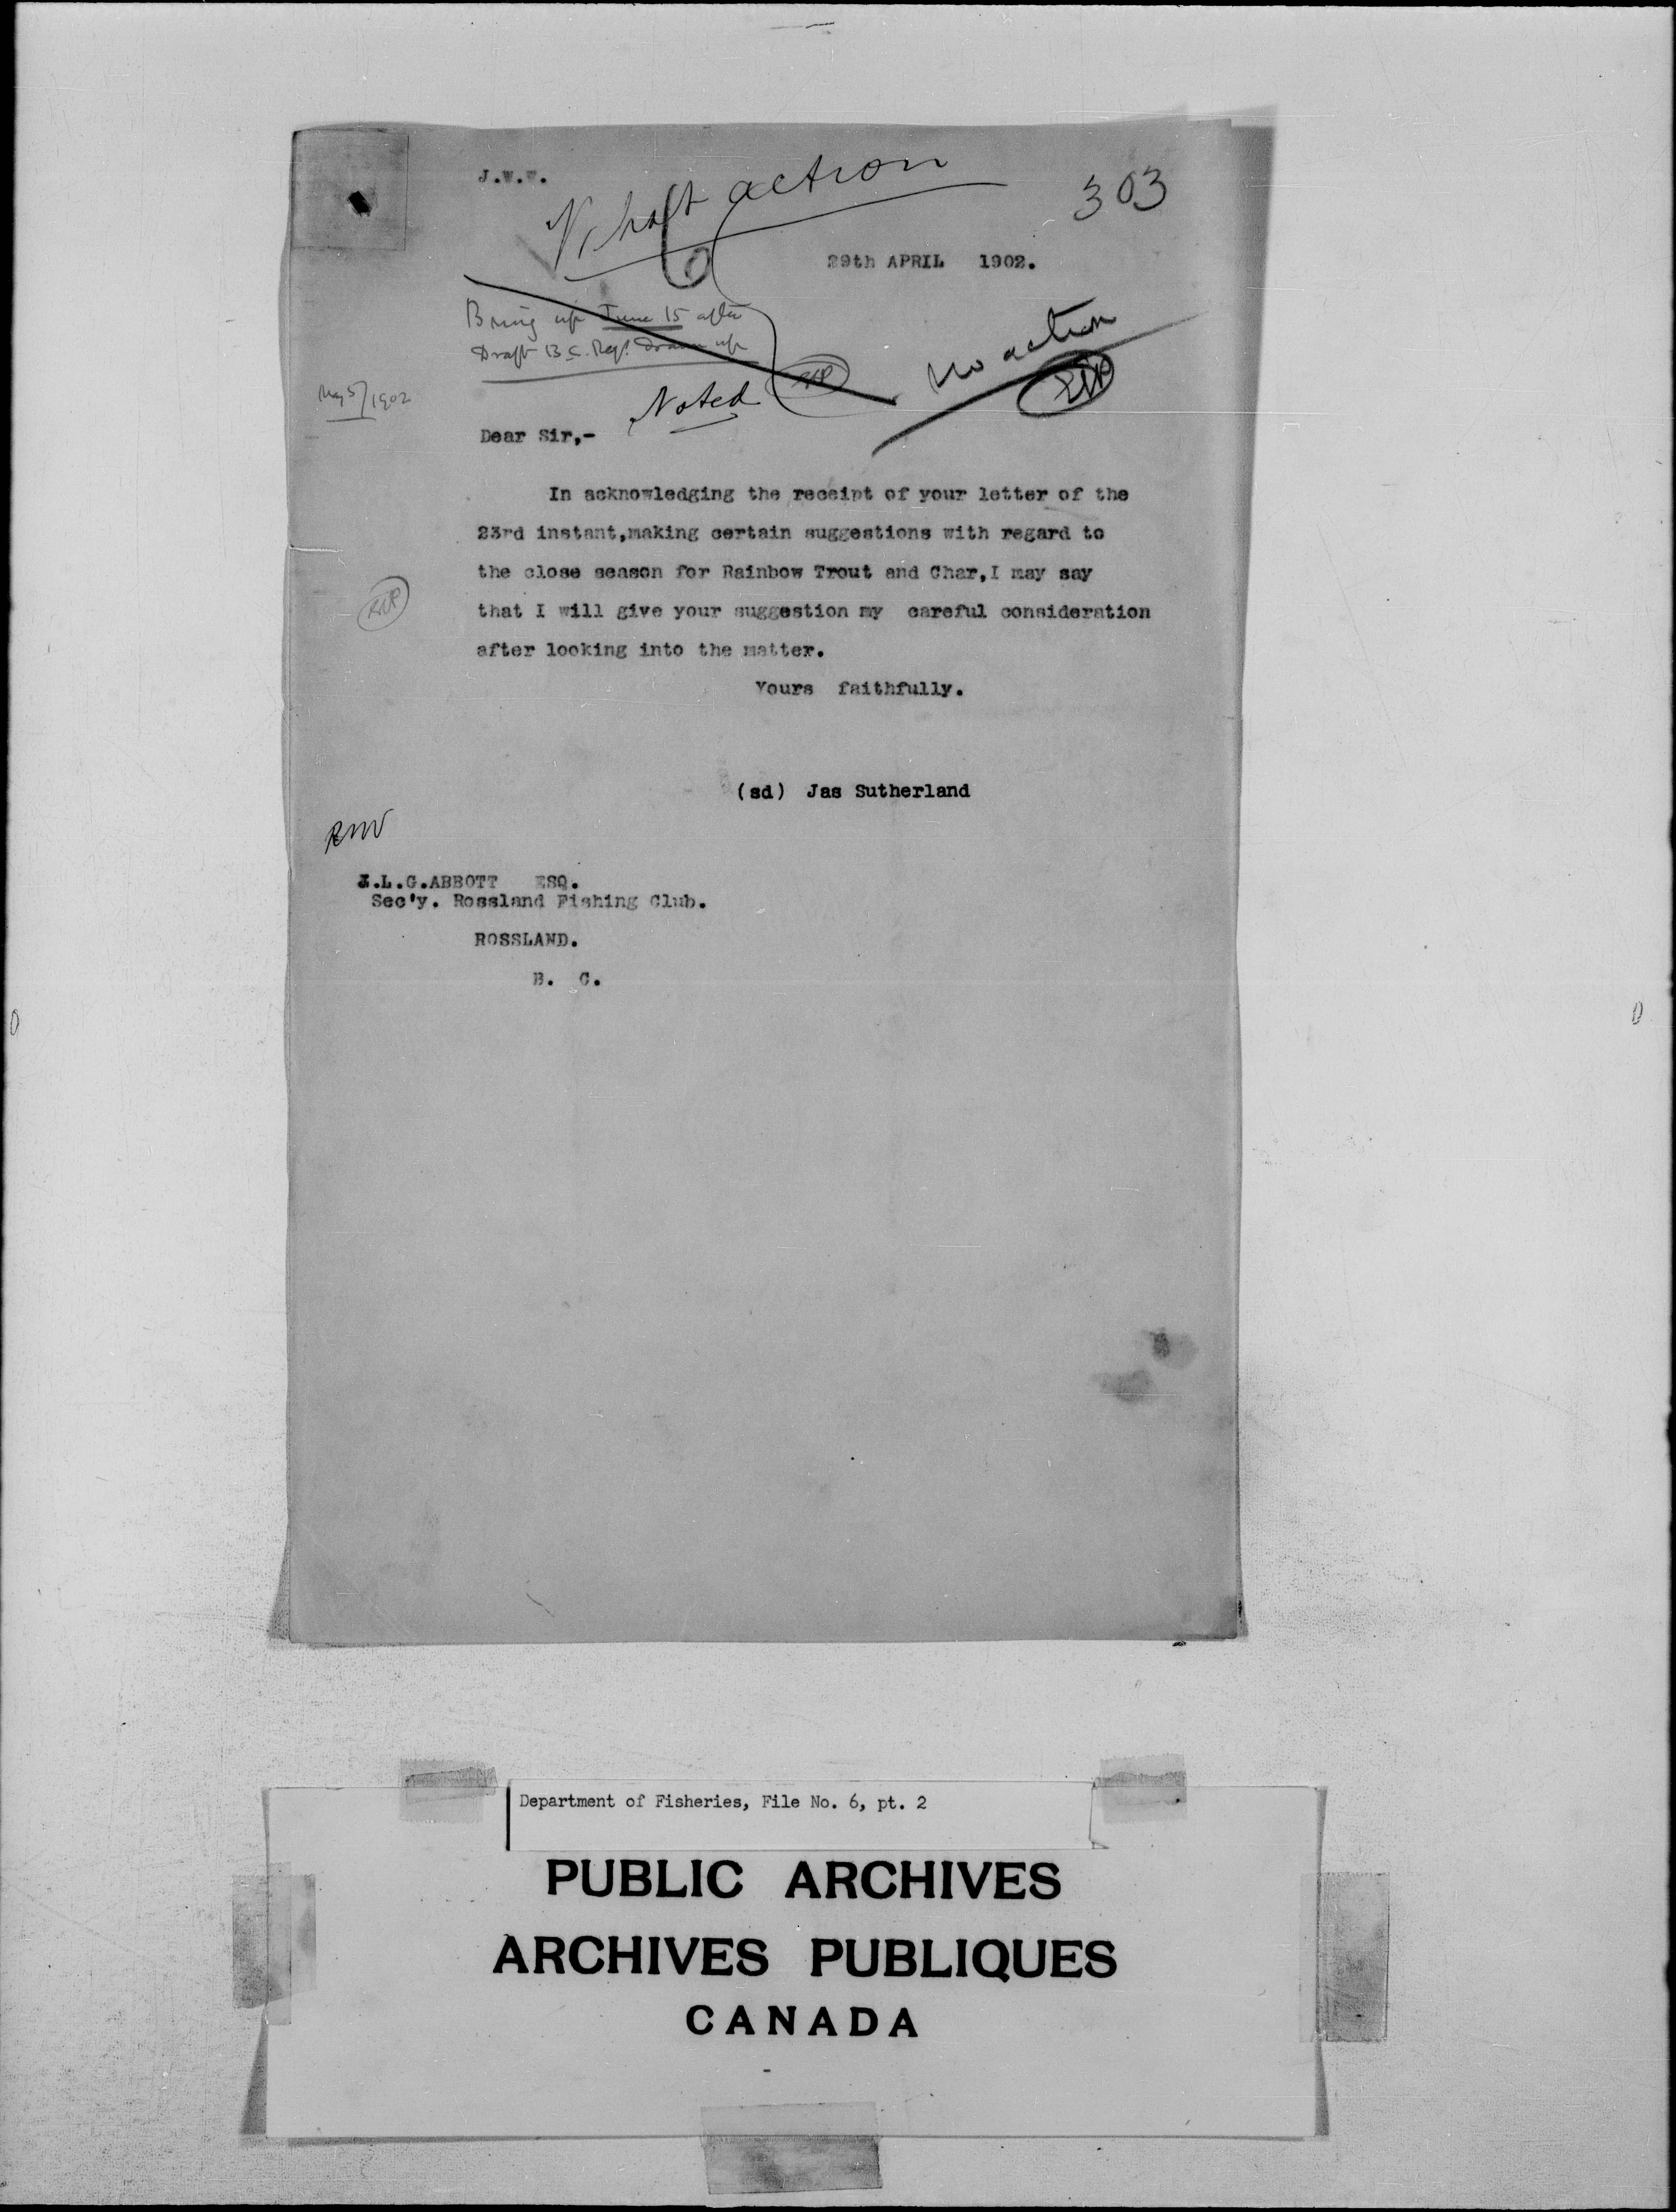 J.W.W.
What action
303
29th APRIL 1902.
Bring up June 15 after
Draft B.C. Regs. drawn up
No action
RNP
RNP
May 5/1902
Noted
Dear Sir,-
In acknowledging the receipt of your letter of the
23rd instant,making certain suggestions with regard to
the close season for Rainbow Trout and Char,I may say
that I will give your suggestion my careful consideration
RNP
after looking into the matter.
Yours faithfully.
(sd) Jas Sutherland
J.L.G.ABBOTT ESQ.
Sec'y. Rossland Fishing Club.
ROSSLAND.
B. C.
Department of Fisheries, File No. 6, pt. 2
PUBLIC ARCHIVES
ARCHIVES PUBLIQUES
CANADA